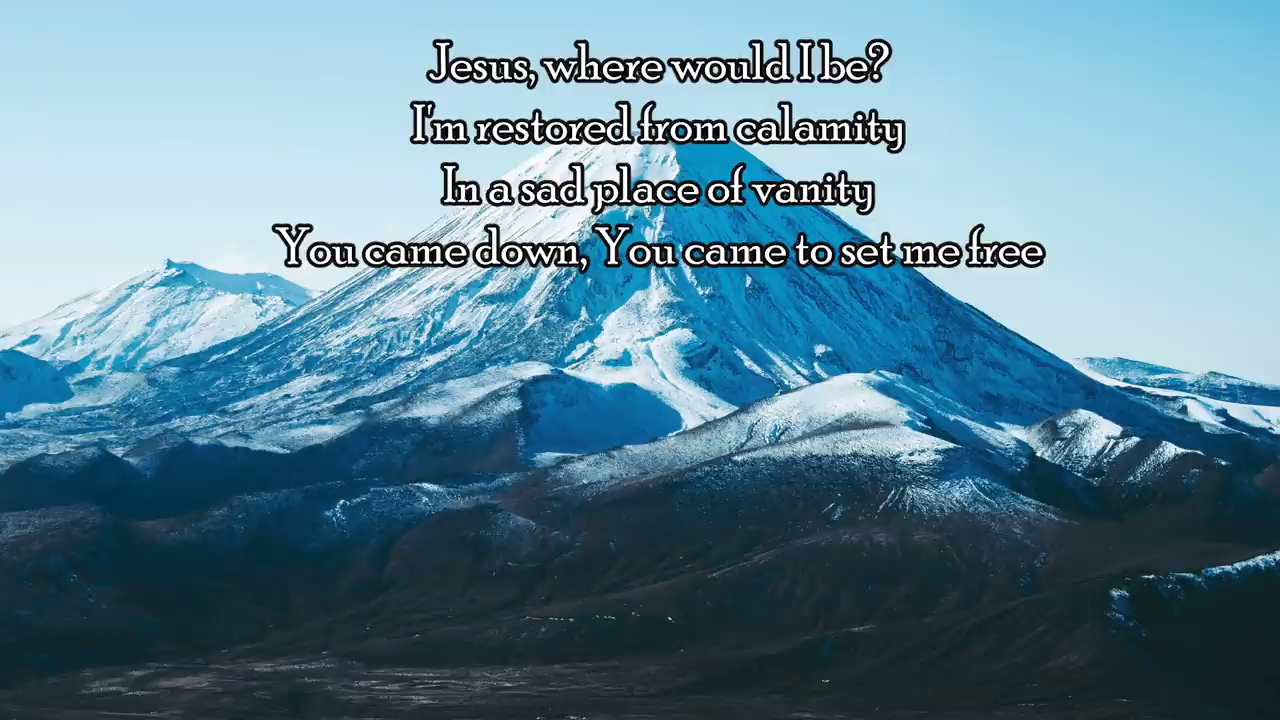 Jesus, where would I be?
I'm restored from calamity
In a sad place of vanity
You came down, You came to set me free